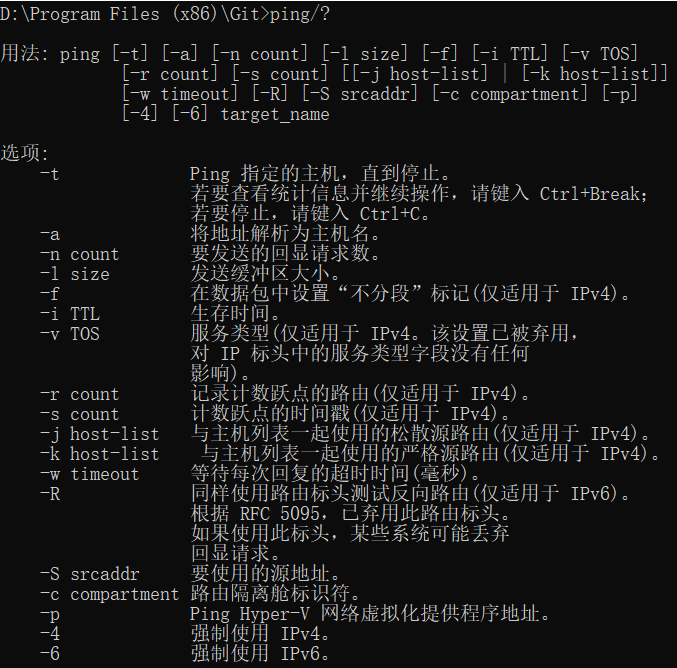 D:\Program Files (x86)\Git>ping/?
用法: ping [-t] [-a] [-n count] [-l size] [-f] [-i TTL] [-v TOS]
[-r count] [-s count] [[-j host-list] | [-k host-list]]
[-w timeout] [-R] [-S srcaddr] [-c compartment] [-p]
[-4] [-6] target_name
选项:
-t Ping 指定的主机，直到停止。
若要查看统计信息并继续操作，请键入 Ctrl+Break；
若要停止，请键入 Ctrl+C。
-a 将地址解析为主机名。
-n count 要发送的回显请求数。
-l size 发送缓冲区大小。
-f 在数据包中设置“不分段”标记(仅适用于 IPv4)。
-i TTL 生存时间。
-v TOS 服务类型(仅适用于 IPv4。该设置已被弃用，
对 IP 标头中的服务类型字段没有任何
影响)。
-r count 记录计数跃点的路由(仅适用于 IPv4)。
-s count 计数跃点的时间戳(仅适用于 IPv4)。
-j host-list 与主机列表一起使用的松散源路由(仅适用于 IPv4)。
-k host-list 与主机列表一起使用的严格源路由(仅适用于 IPv4)。
-w timeout 等待每次回复的超时时间(毫秒)。
-R 同样使用路由标头测试反向路由(仅适用于 IPv6)。
根据 RFC 5095，已弃用此路由标头。
如果使用此标头，某些系统可能丢弃
回显请求。
-S srcaddr 要使用的源地址。
-c compartment 路由隔离舱标识符。
-p Ping Hyper-V 网络虚拟化提供程序地址。
-4 强制使用 IPv4。
-6 强制使用 IPv6。